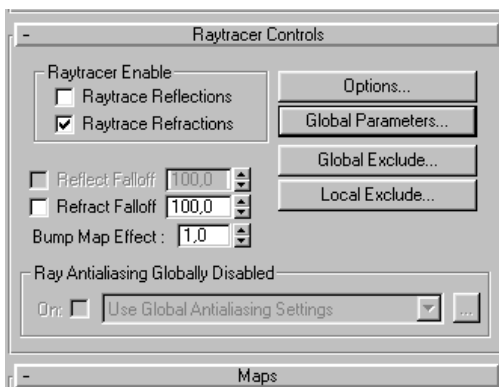 - Raytracer Controls
Raytracer Enable
Raytrace Reflections
Raytrace Refractions
Options...
Global Parameters...
Global Exclude...
Local Exclude...
Reflect Falloff 100,0
Refract Falloff 100,0
Bump Map Effect : 1,0
Ray Antialiasing Globally Disabled
On: Use Global Antialiasing Settings ...
- Maps